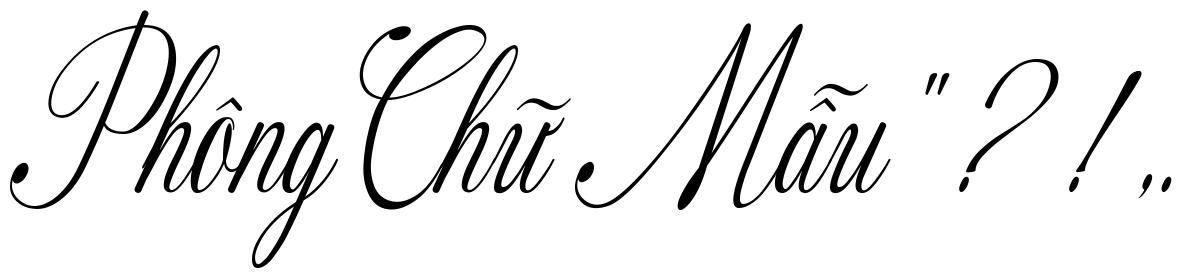 Phông Chữ Mẫu " ? ! ,.